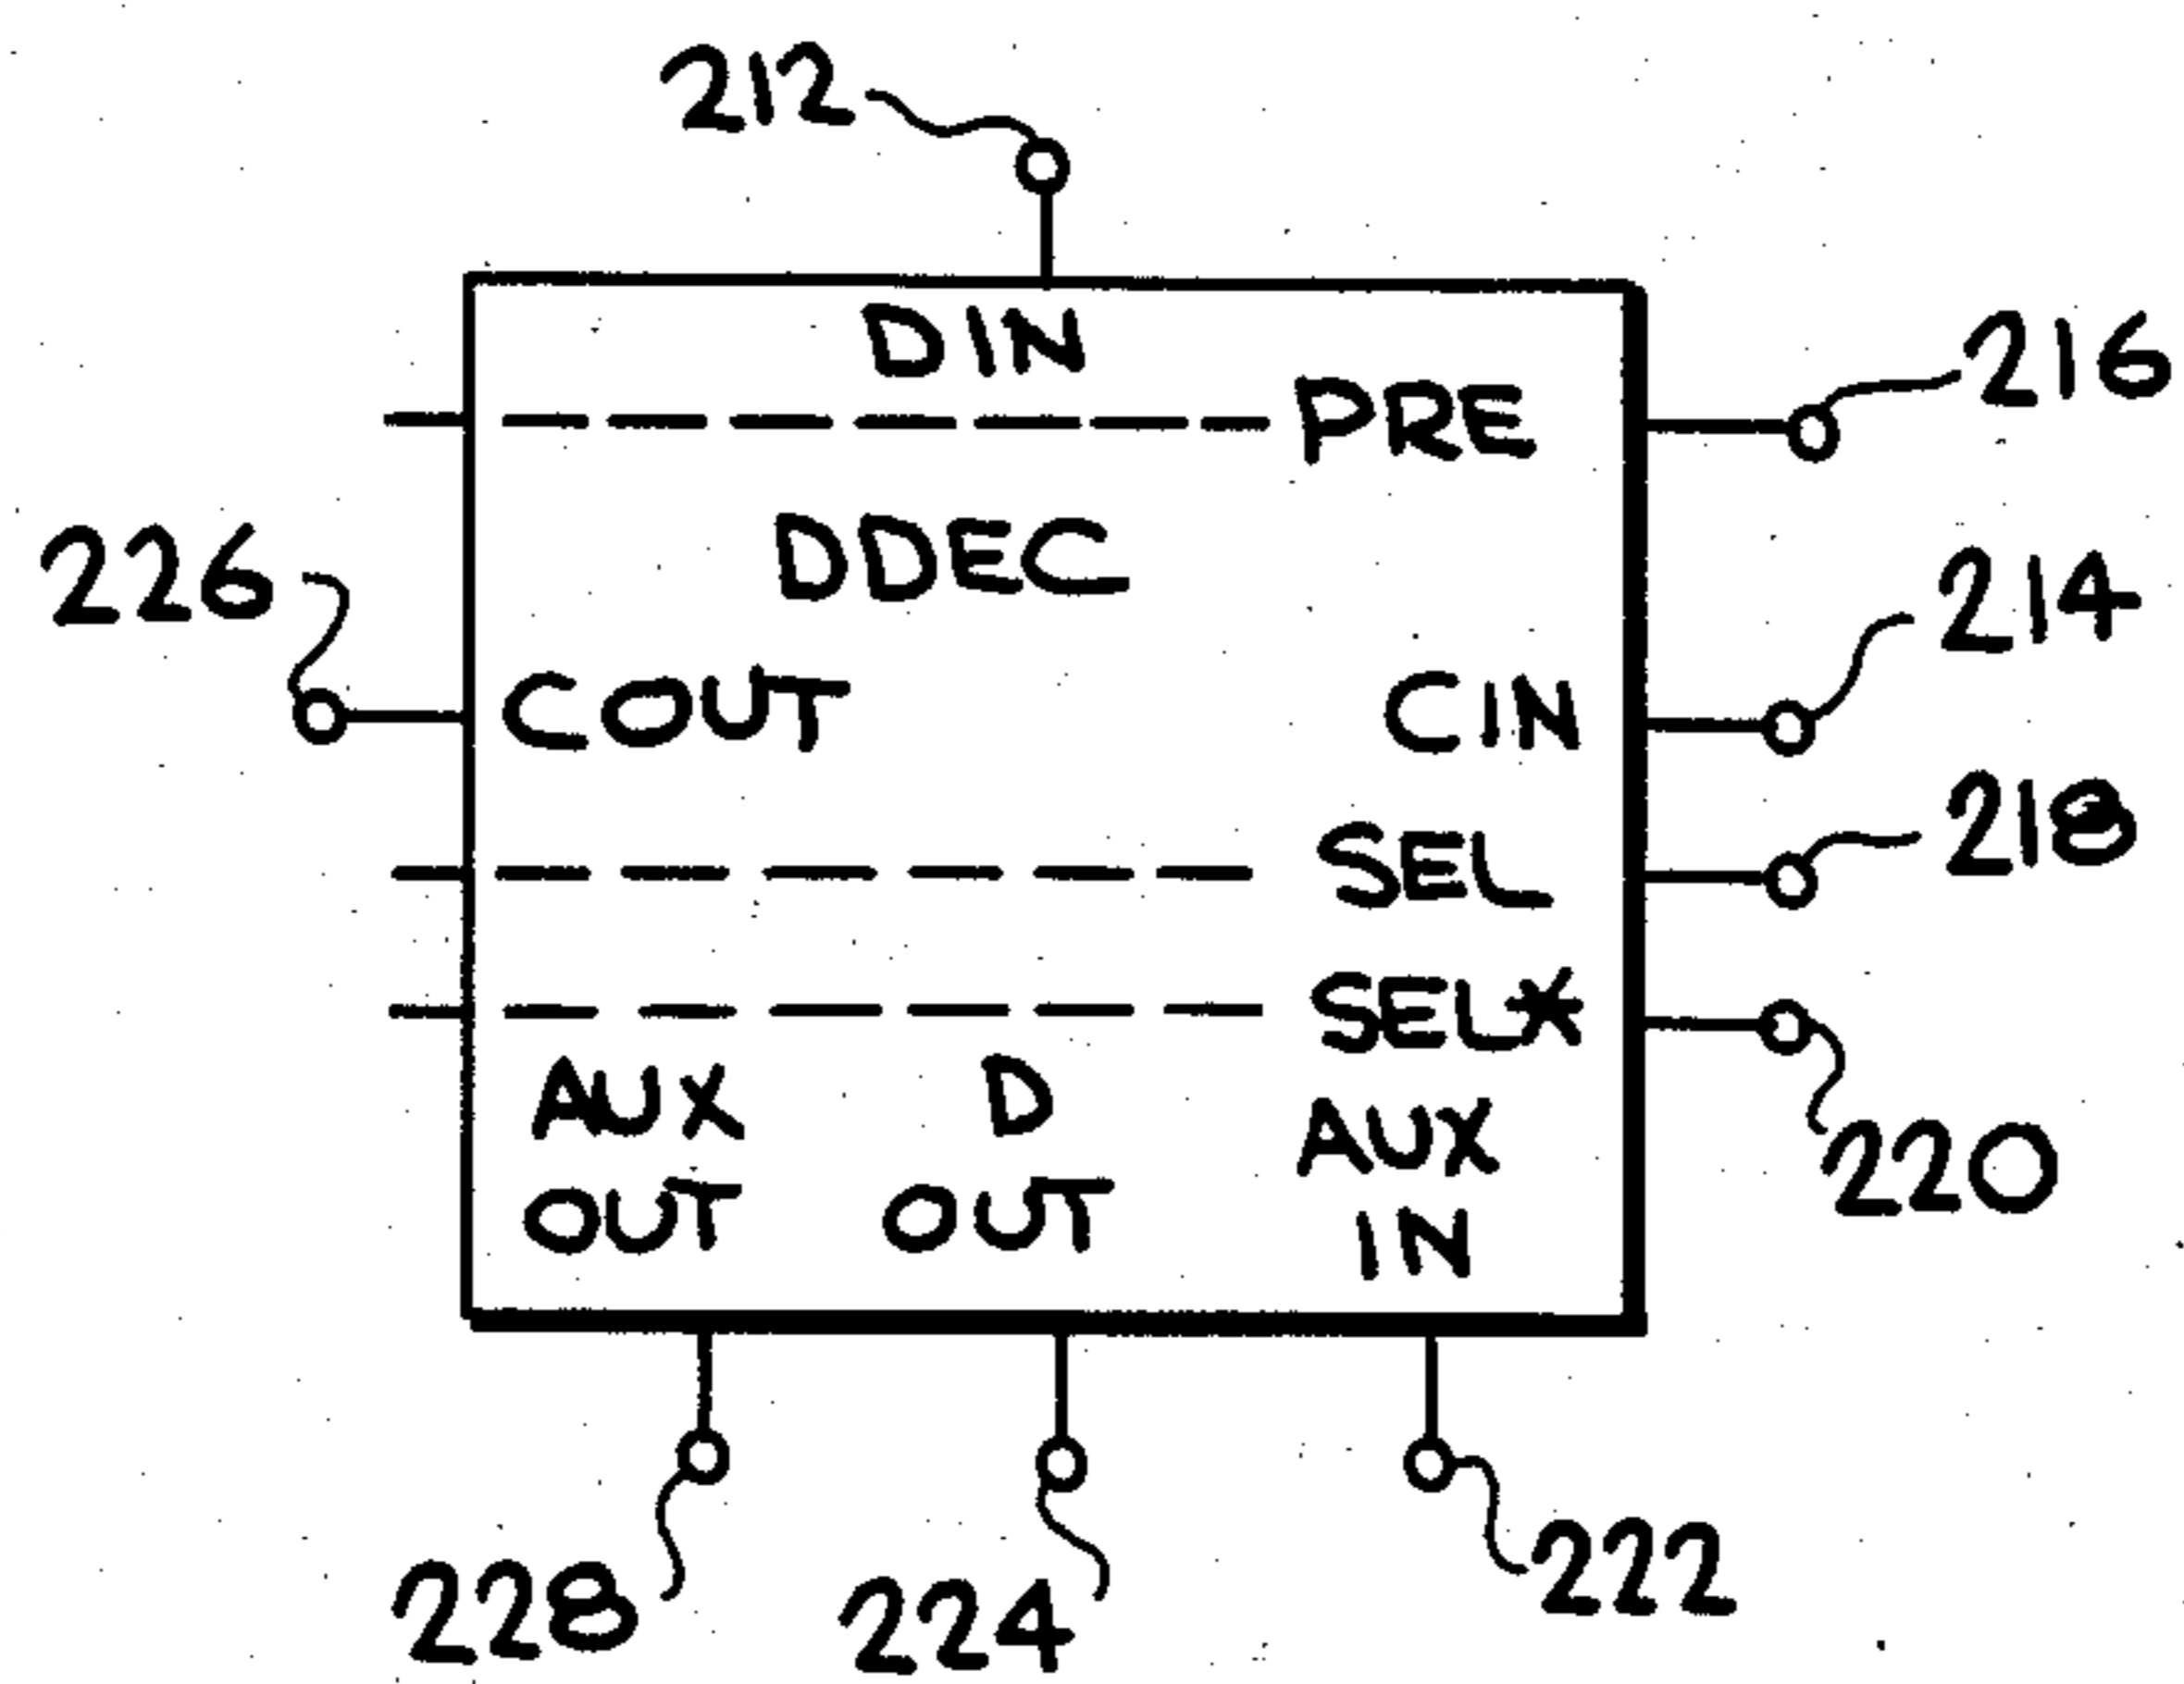 212
DIN
216
PRE
DDEC
226
214
COUT
CIN
218
SEL
SEL*
220
AUX
OUT
D
OUT
AUX
IN
228
224
222